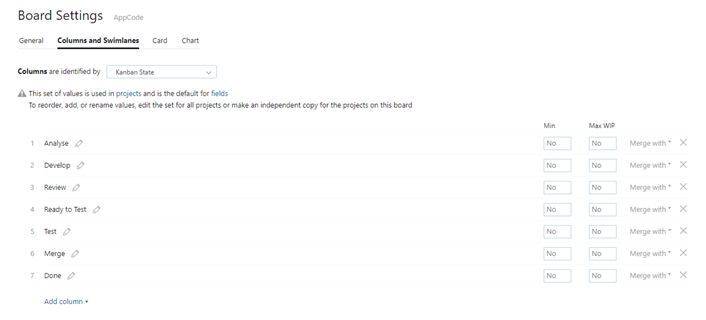 Board Settings AppCode
General Columns and Swimlanes Card Chart
Columns are identified by Kanban State
This set of values is used in projects and is the default for fields
To reorder, add, or rename values, edit the set for all projects or make an independent copy for the projects on this board
Min Max WIP
1 Analyse No No Merge with *
2 Develop No No Merge with *
3 Review No No Merge with *
4 Ready to Test No No Merge with *
5 Test No No Merge with *
6 Merge No No Merge with *
7 Done No No Merge with *
Add column